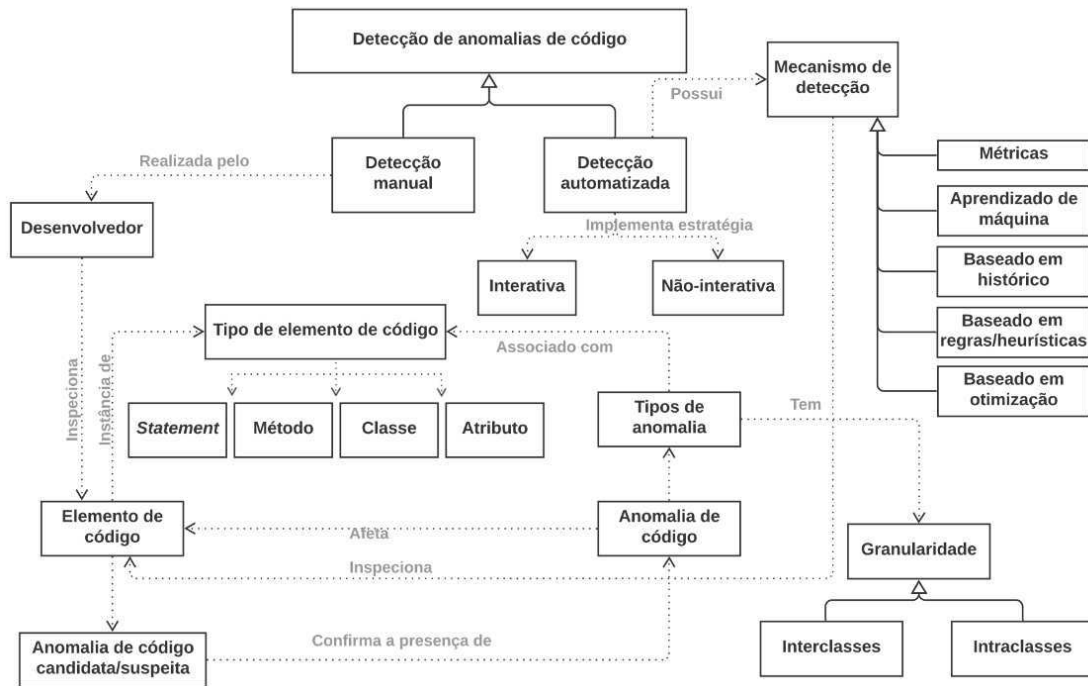 Detecção de anomalias de código
Mecanismo de
detecção
Possui
Detecção
manual
Detecção
automatizada
Realizada pelo
Métricas
Aprendizado de
máquina
Baseado em
histórico
Baseado em
regras/heurísticas
Baseado em
otimização
Desenvolvedor
Implementa estratégia
Interativa
Não-interativa
Tipo de elemento de código
Associado com
Inspeciona
Instância de
Statement
Método
Classe
Atributo
Tipos de
anomalia
Tem
Elemento de
código
Afeta
Anomalia de
código
Inspeciona
Granularidade
Anomalia de código
candidata/suspeita
Confirma a presença de
Interclasses
Intraclasses